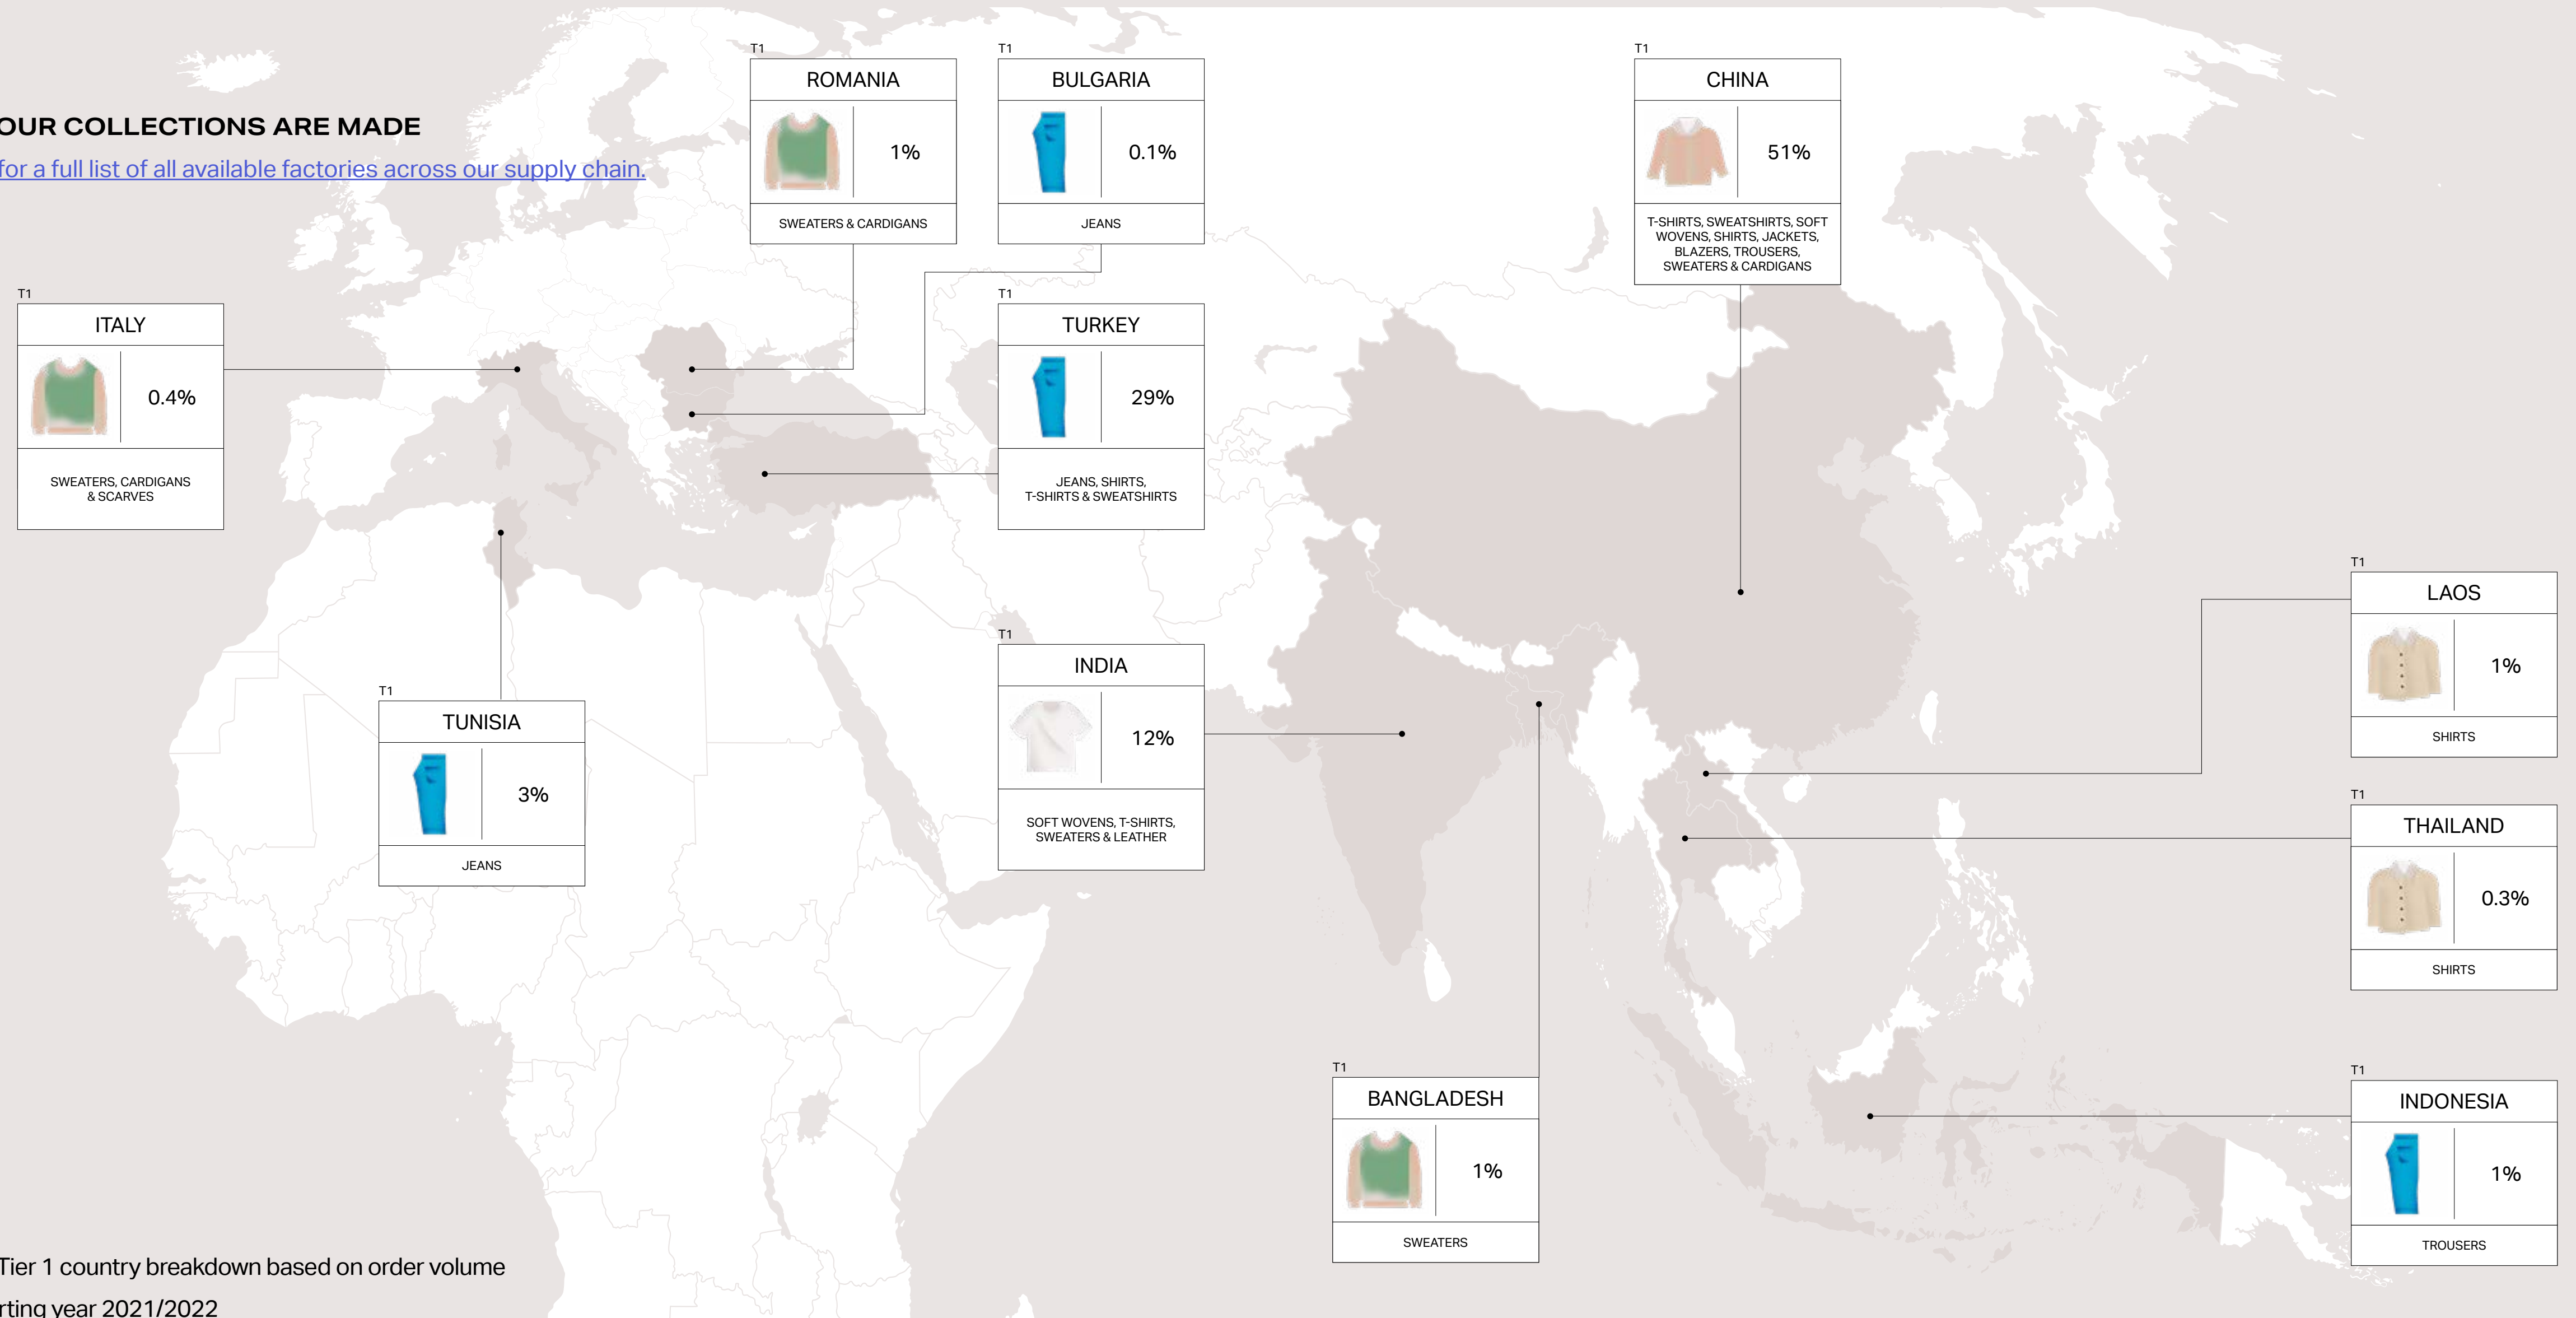 OUR COLLECTIONS ARE MADE
for a full list of all available factories across our supply chain.
T1
ROMANIA
1%
SWEATERS & CARDIGANS
T1
BULGARIA
0.1%
JEANS
T1
CHINA
51%
T-SHIRTS, SWEATSHIRTS, SOFT
WOVENS, SHIRTS, JACKETS,
BLAZERS, TROUSERS,
SWEATERS & CARDIGANS
T1
ITALY
0.4%
SWEATERS, CARDIGANS
& SCARVES
T1
TURKEY
29%
JEANS, SHIRTS,
T-SHIRTS & SWEATSHIRTS
T1
LAOS
1%
SHIRTS
T1
INDIA
12%
SOFT WOVENS, T-SHIRTS,
SWEATERS & LEATHER
T1
TUNISIA
3%
JEANS
T1
THAILAND
0.3%
SHIRTS
T1
BANGLADESH
1%
SWEATERS
T1
INDONESIA
1%
TROUSERS
Tier 1 country breakdown based on order volume
rting year 2021/2022